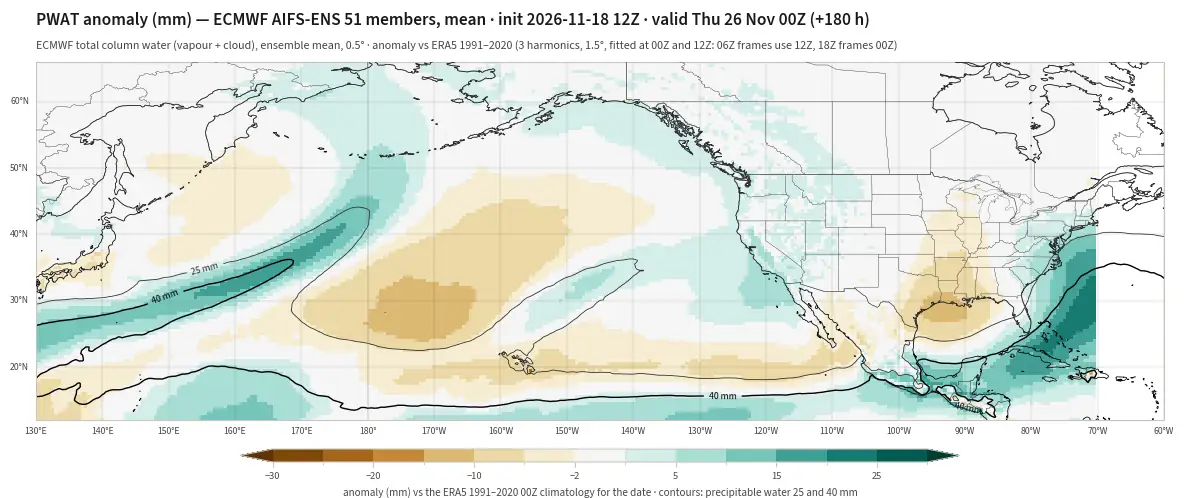 PWAT anomaly (mm) — ECMWF AIFS-ENS 51 members, mean · init 2026-11-18 12Z · valid Thu 26 Nov 00Z (+180 h)
ECMWF total column water (vapour + cloud), ensemble mean, 0.5° · anomaly vs ERA5 1991–2020 (3 harmonics, 1.5°, fitted at 00Z and 12Z: 06Z frames use 12Z, 18Z frames 00Z)
60°N
50°N
40°N
30°N
20°N
25 mm
40 mm
40 mm
40 mm
130°E 140°E 150°E 160°E 170°E 180° 170°W 160°W 150°W 140°W 130°W 120°W 110°W 100°W 90°W 80°W 70°W 60°W
−30 −20 −10 −2 5 15 25
anomaly (mm) vs the ERA5 1991–2020 00Z climatology for the date · contours: precipitable water 25 and 40 mm